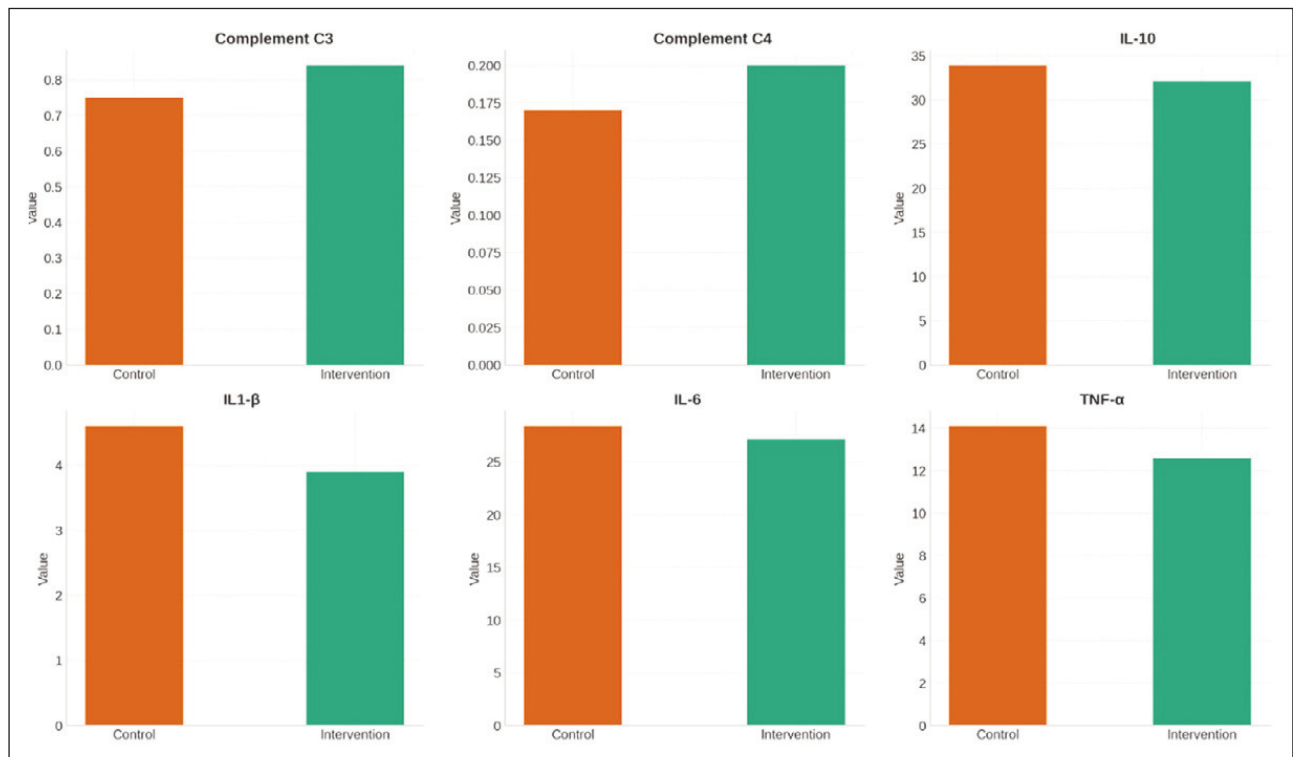 Complement C3
Value
0.8
0.7
0.6
0.5
0.4
0.3
0.2
0.1
0.0
Control Intervention
Complement C4
Value
0.200
0.175
0.150
0.125
0.100
0.075
0.050
0.025
0.000
Control Intervention
IL-10
Value
35
30
25
20
15
10
5
0
Control Intervention
IL1-β
Value
4
3
2
1
0
Control Intervention
IL-6
Value
25
20
15
10
5
0
Control Intervention
TNF-α
Value
14
12
10
8
6
4
2
0
Control Intervention